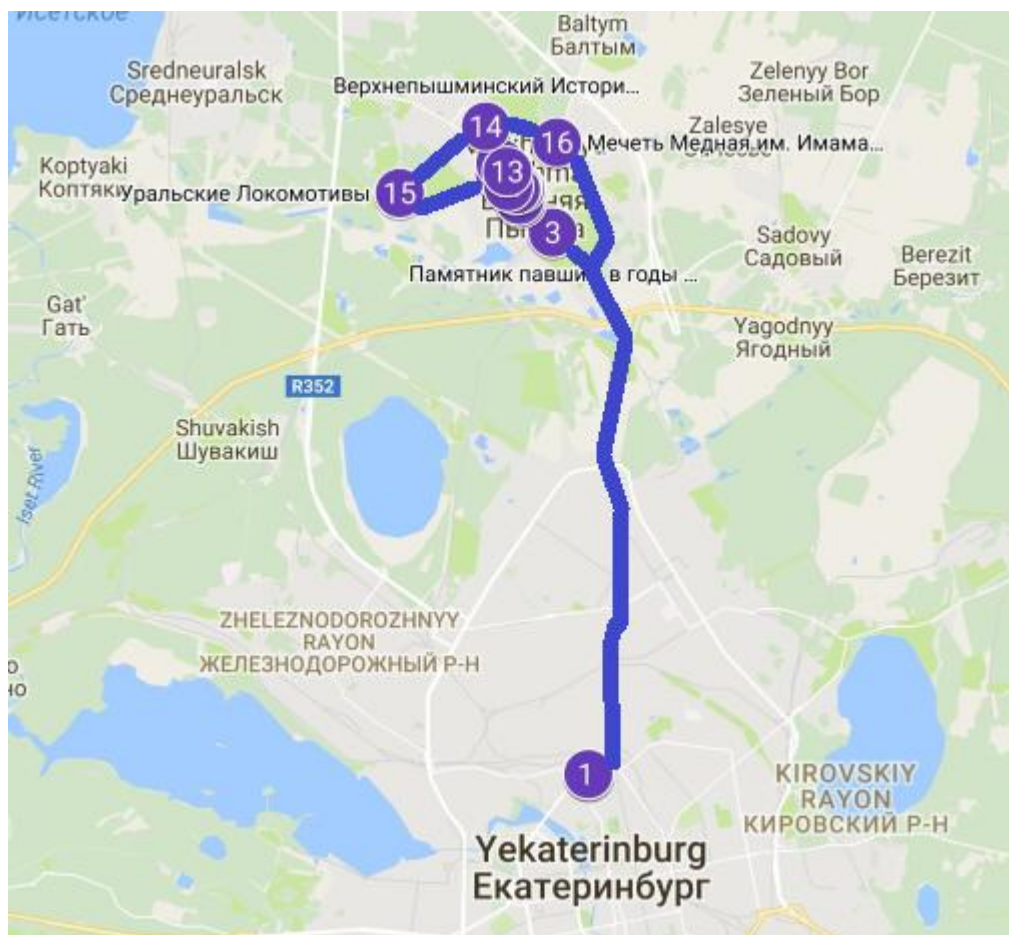 Исетское
Baltym
Балтым
Sredneuralsk
Среднеуральск
Zelenyy Bor
Зеленый Бор
Верхнепышминский Истори...
14
Zalesye
16
Мечеть Медная им. Имама...
Koptyaki
Коптяки
13
Уральские Локомотивы
15
3
Sadovy
Садовый
Berezit
Березит
Памятник павшим в годы ...
Gat'
Гать
Yagodnyy
Ягодный
R352
Shuvakish
Шувакиш
Iset River
ZHELEZNODOROZHNYY
RAYON
ЖЕЛЕЗНОДОРОЖНЫЙ Р-Н
1
KIROVSKIY
RAYON
КИРОВСКИЙ Р-Н
Yekaterinburg
Екатеринбург